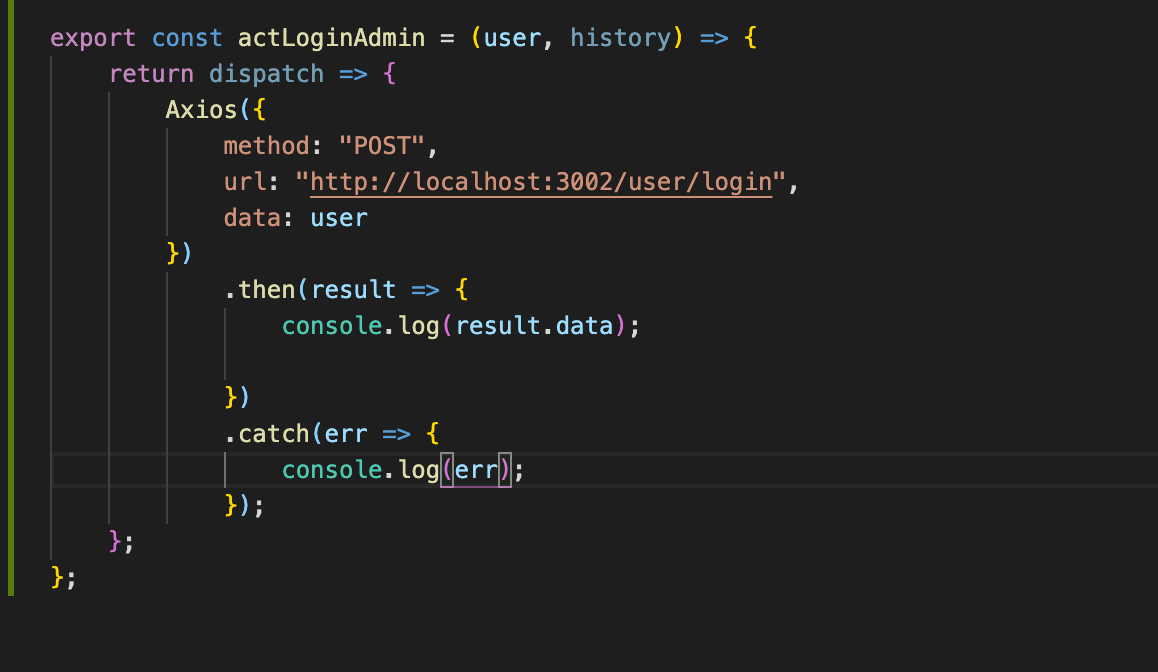 export const actLoginAdmin = (user, history) => {
    return dispatch => {
        Axios({
            method: "POST",
            url: "http://localhost:3002/user/login",
            data: user
        })
            .then(result => {
                console.log(result.data);
            })
            .catch(err => {
                console.log(err);
            });
    };
};